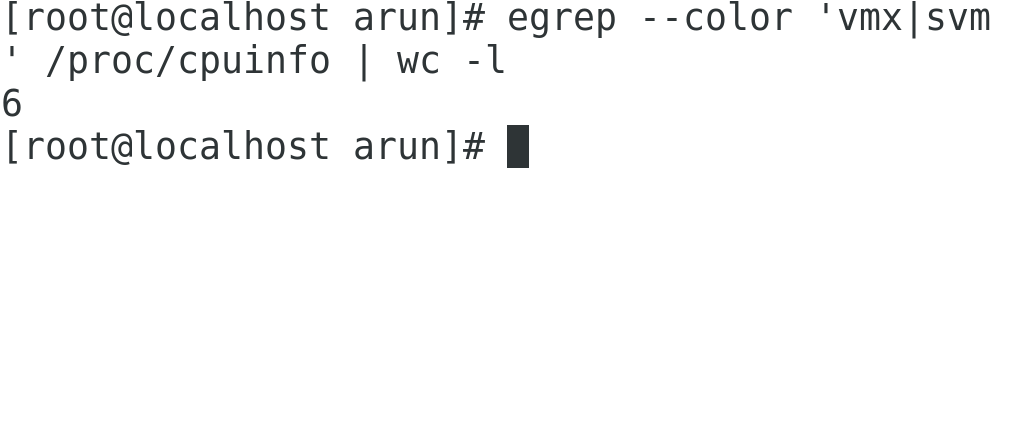 [root@localhost arun]# egrep --color 'vmx|svm
' /proc/cpuinfo | wc -l
6
[root@localhost arun]#